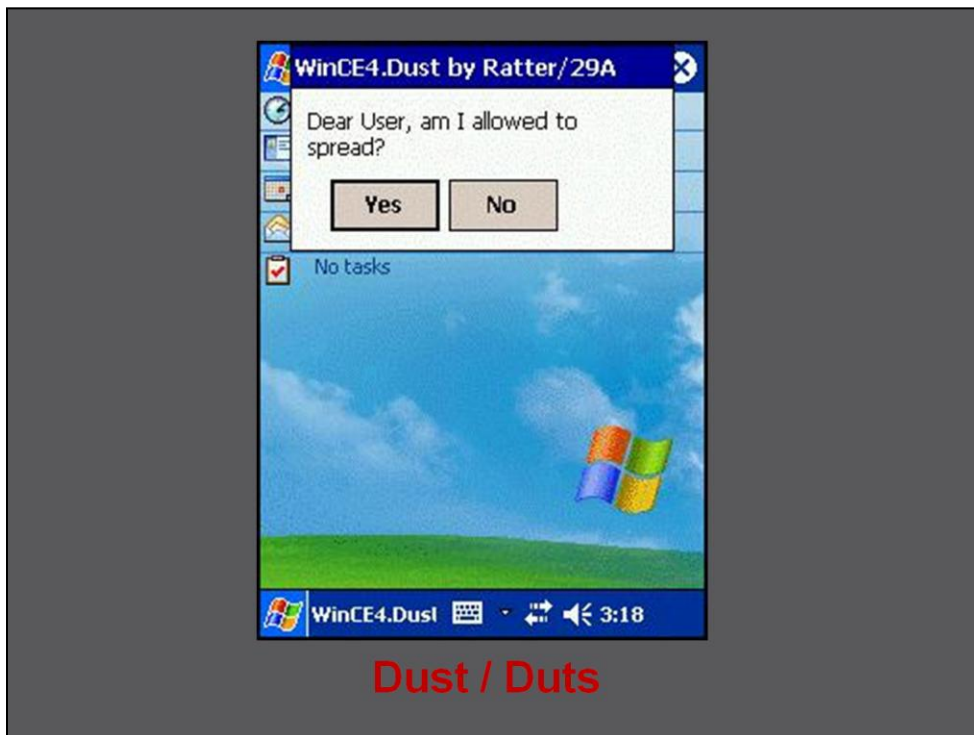 WinCE4.Dust by Ratter/29A
Dear User, am I allowed to
spread?
Yes No
No tasks
WinCE4.Dusl 3:18
Dust / Duts